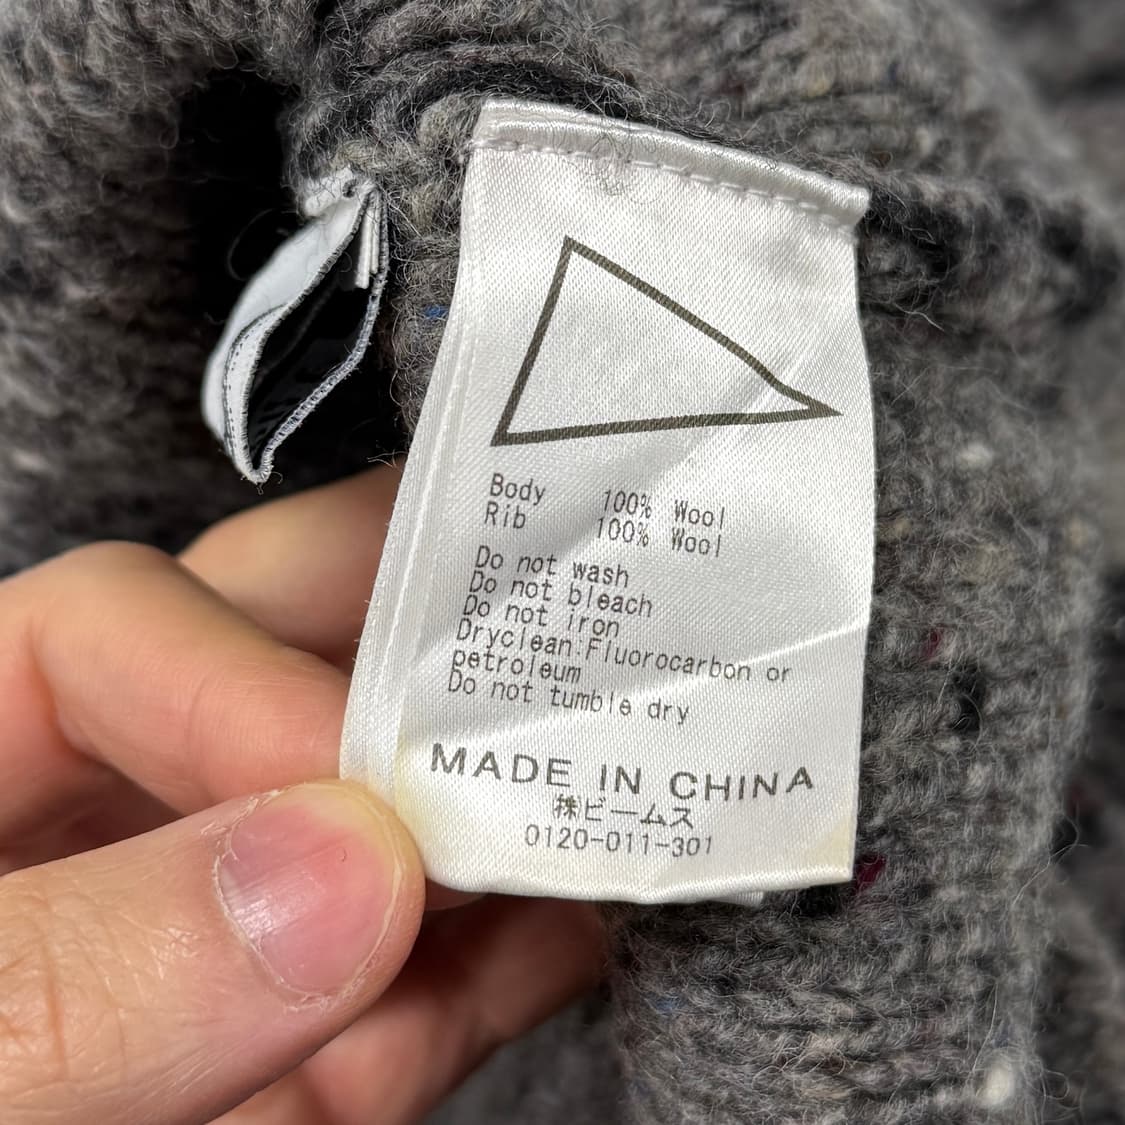 Body 100% Wool
Rib 100% Wool
Do not wash
Do not bleach
Do not iron
Dryclean:Fluorocarbon or
petroleum
Do not tumble dry
MADE IN CHINA
㈱ビームス
0120-011-301